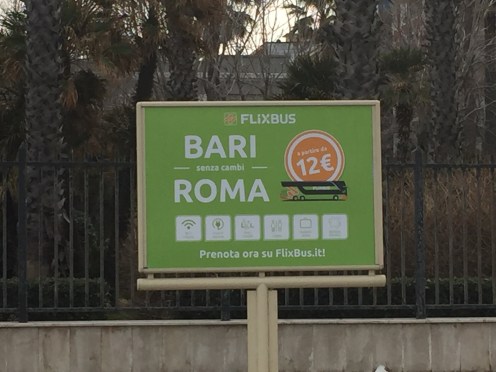 FLiXBUS
BARI
senza cambi
ROMA
a partire da
12€
Prenota ora su FlixBus.it!